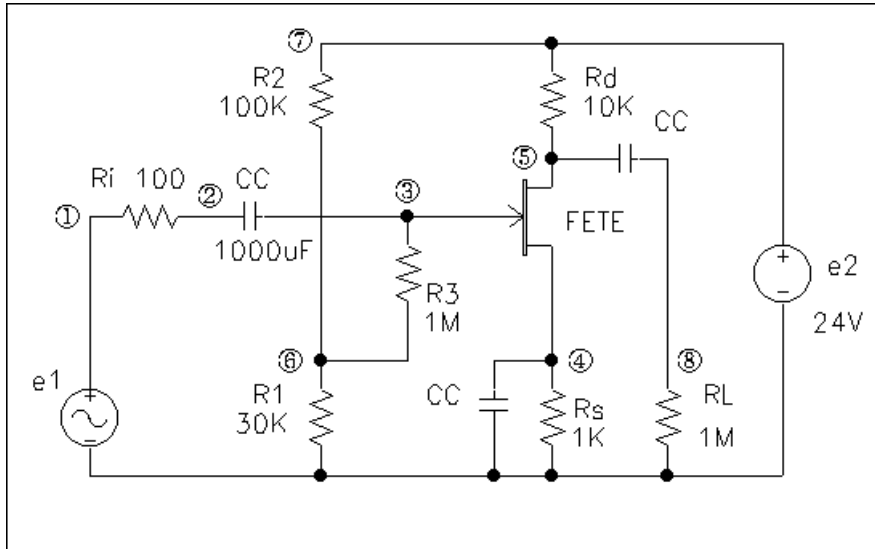 ⑦
R2
100K
Rd
10K
CC
⑤
Ri 100
②
CC
③
①
1000uF
FETE
R3
1M
e2
24V
⑥
④
⑧
e1
R1
30K
CC
Rs
1K
RL
1M